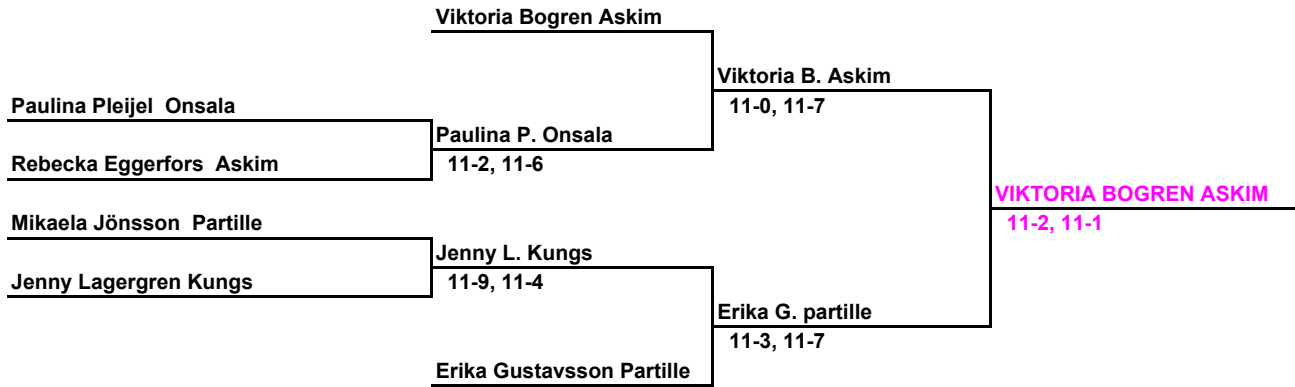 Viktoria Bogren Askim
Viktoria B. Askim
Paulina Pleijel  Onsala
11-0, 11-7
Paulina P. Onsala
Rebecka Eggerfors  Askim
11-2, 11-6
VIKTORIA BOGREN ASKIM
Mikaela Jönsson  Partille
11-2, 11-1
Jenny L. Kungs
Jenny Lagergren Kungs
11-9, 11-4
Erika G. partille
11-3, 11-7
Erika Gustavsson Partille